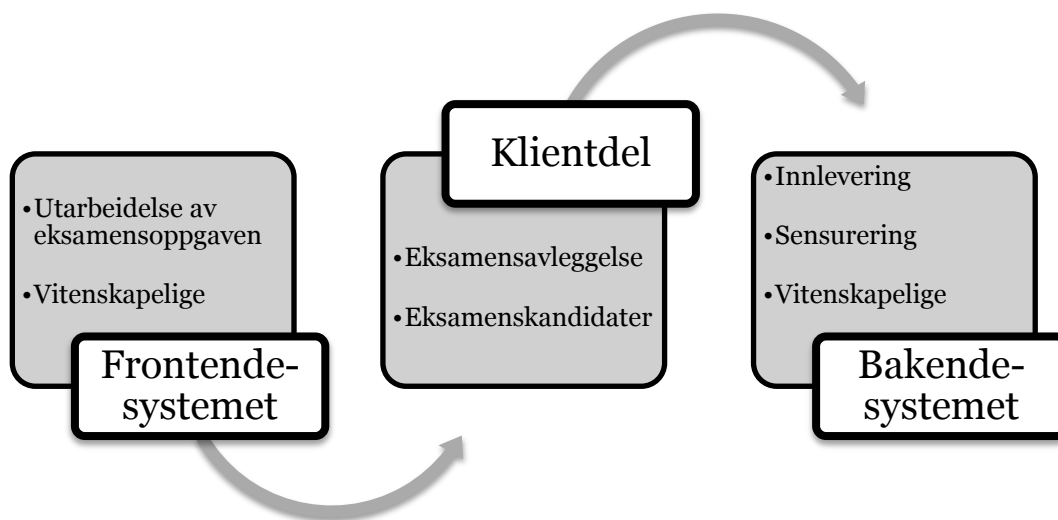 •Utarbeidelse av
eksamensoppgaven
•Vitenskapelige
Frontende-
systemet
Klientdel
•Eksamensavleggelse
•Eksamenskandidater
•Innlevering
•Sensurering
•Vitenskapelige
Bakende-
systemet